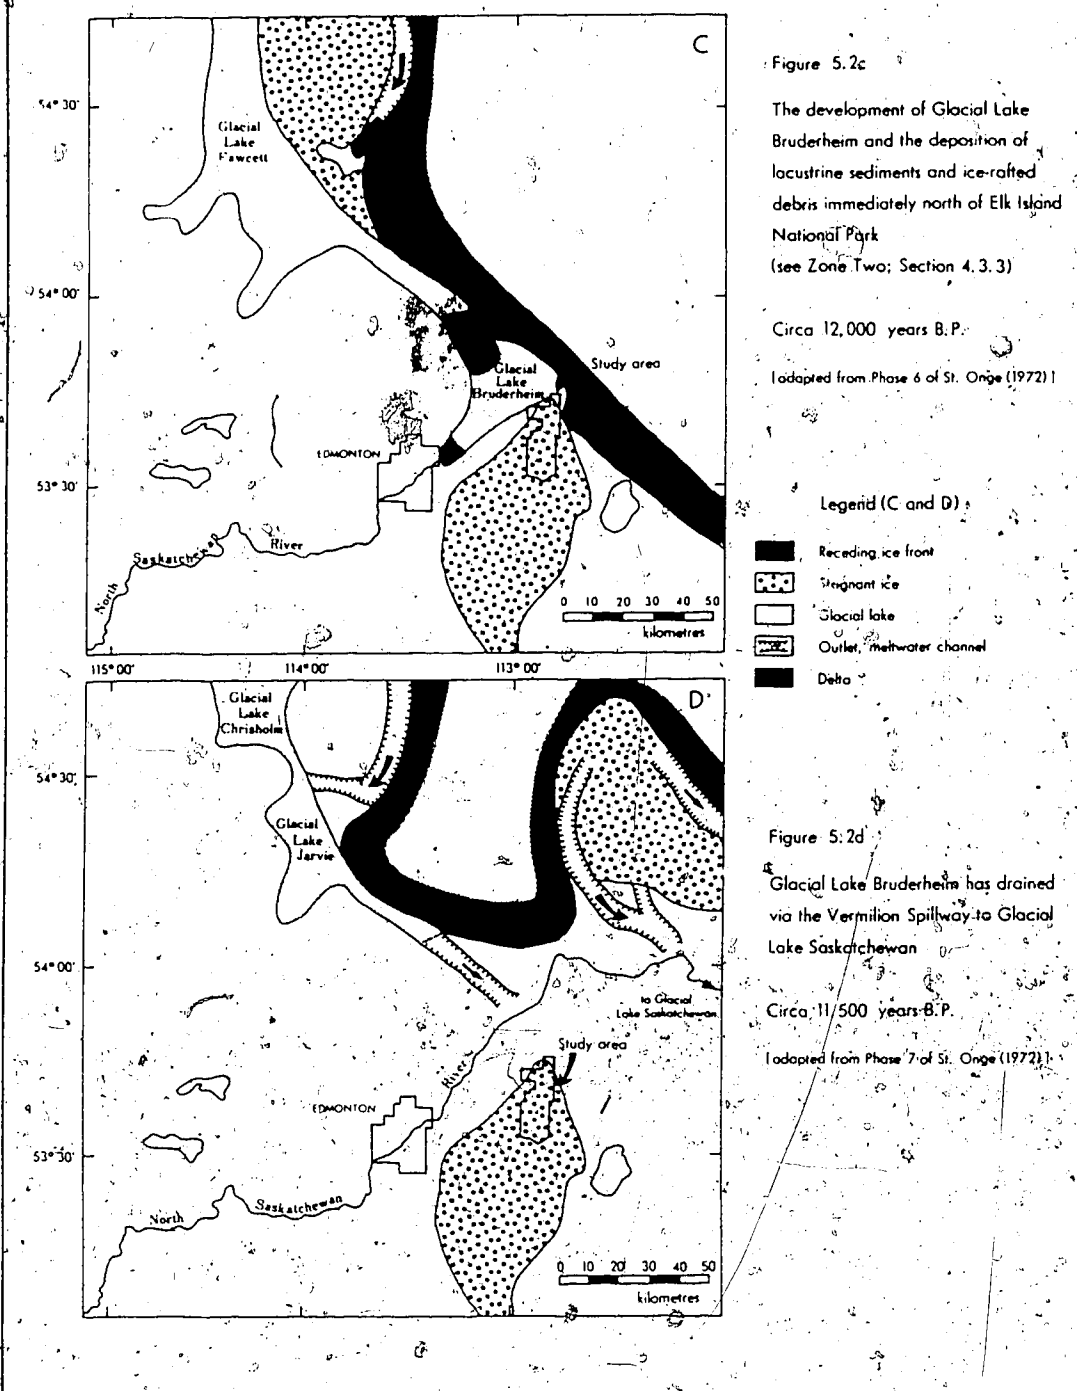 C
54° 30'
Glacial
Lake
Fawcett
54° 00'
Study area
Glacial
Lake
Bruderheim
EDMONTON
53° 30'
North Saskatchewan River
0 10 20 30 40 50
kilometres
115° 00' 114° 00' 113° 00'
Figure 5.2c
The development of Glacial Lake
Bruderheim and the deposition of
lacustrine sediments and ice-rafted
debris immediately north of Elk Island
National Park
(see Zone Two; Section 4.3.3)
Circa 12,000 years B.P.
[adapted from Phase 6 of St. Onge (1972)]
Legend (C and D)
Receding ice front
Stagnant ice
Glacial lake
Outlet, meltwater channel
Delta
D
Glacial
Lake
Chrisholm
54° 30'
Glacial
Lake
Jarvie
54° 00'
to Glacial
Lake Saskatchewan
Study area
River
EDMONTON
53° 30'
North Saskatchewan
0 10 20 30 40 50
kilometres
Figure 5.2d
Glacial Lake Bruderheim has drained
via the Vermilion Spillway to Glacial
Lake Saskatchewan
Circa 11,500 years B.P.
[adapted from Phase 7 of St. Onge (1972)]